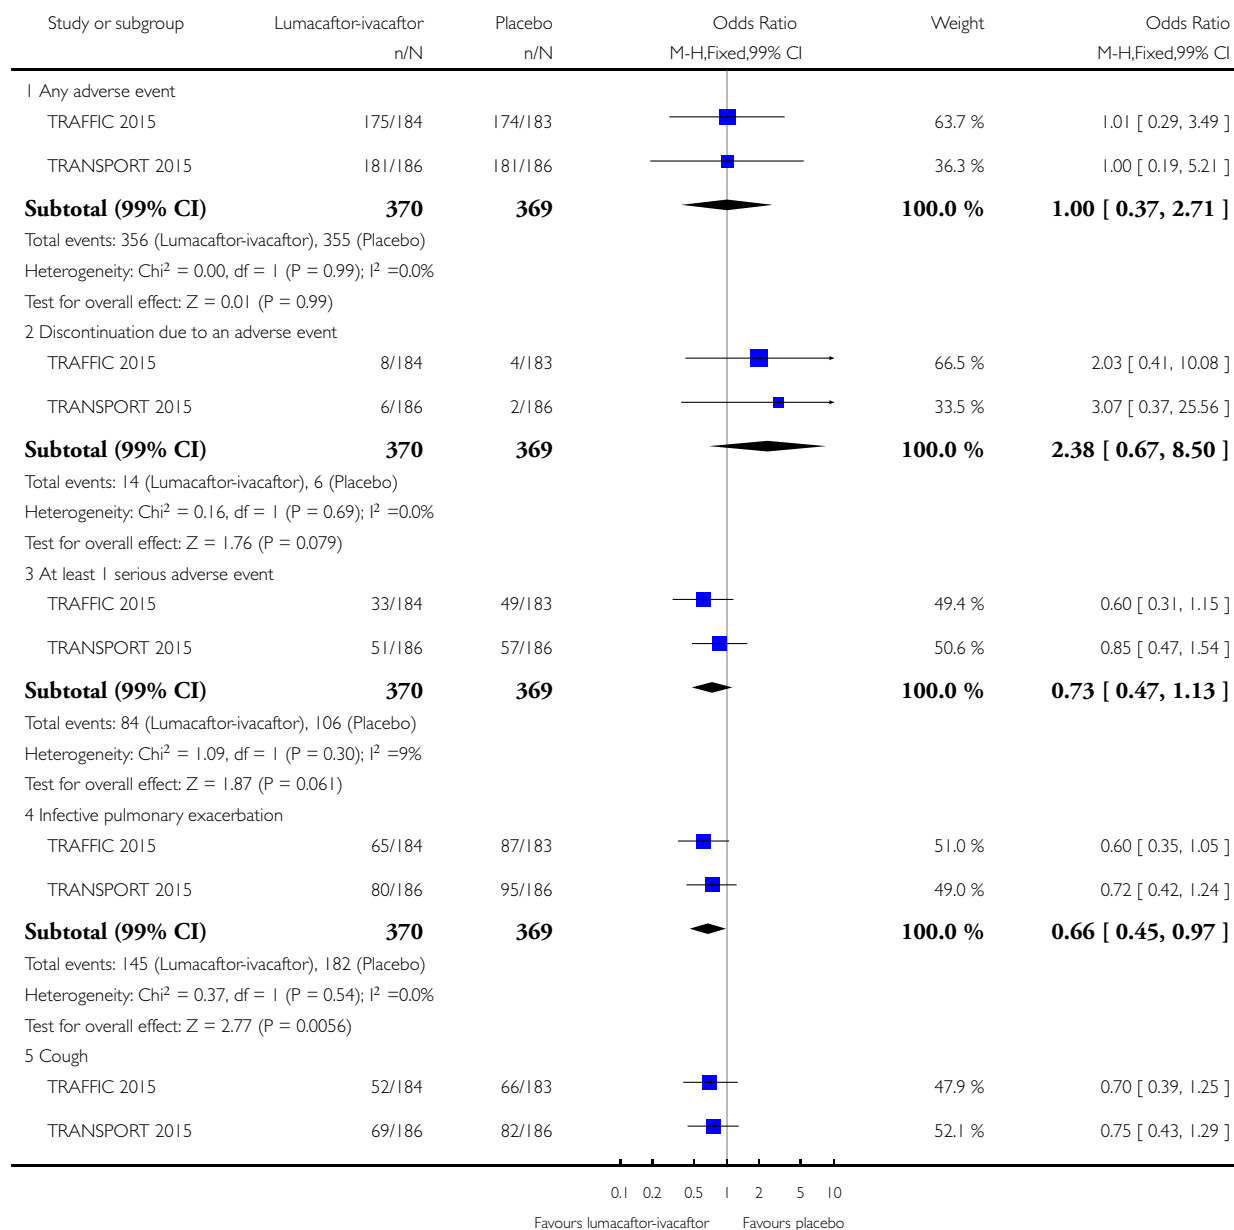 Study or subgroup Lumacaftor-ivacaftor Placebo Odds Ratio Weight Odds Ratio
n/N n/N M-H,Fixed,99% CI M-H,Fixed,99% CI
1 Any adverse event
TRAFFIC 2015 175/184 174/183 63.7 % 1.01 [ 0.29, 3.49 ]
TRANSPORT 2015 181/186 181/186 36.3 % 1.00 [ 0.19, 5.21 ]
Subtotal (99% CI) 370 369 100.0 % 1.00 [ 0.37, 2.71 ]
Total events: 356 (Lumacaftor-ivacaftor), 355 (Placebo)
Heterogeneity: Chi² = 0.00, df = 1 (P = 0.99); I² =0.0%
Test for overall effect: Z = 0.01 (P = 0.99)
2 Discontinuation due to an adverse event
TRAFFIC 2015 8/184 4/183 66.5 % 2.03 [ 0.41, 10.08 ]
TRANSPORT 2015 6/186 2/186 33.5 % 3.07 [ 0.37, 25.56 ]
Subtotal (99% CI) 370 369 100.0 % 2.38 [ 0.67, 8.50 ]
Total events: 14 (Lumacaftor-ivacaftor), 6 (Placebo)
Heterogeneity: Chi² = 0.16, df = 1 (P = 0.69); I² =0.0%
Test for overall effect: Z = 1.76 (P = 0.079)
3 At least 1 serious adverse event
TRAFFIC 2015 33/184 49/183 49.4 % 0.60 [ 0.31, 1.15 ]
TRANSPORT 2015 51/186 57/186 50.6 % 0.85 [ 0.47, 1.54 ]
Subtotal (99% CI) 370 369 100.0 % 0.73 [ 0.47, 1.13 ]
Total events: 84 (Lumacaftor-ivacaftor), 106 (Placebo)
Heterogeneity: Chi² = 1.09, df = 1 (P = 0.30); I² =9%
Test for overall effect: Z = 1.87 (P = 0.061)
4 Infective pulmonary exacerbation
TRAFFIC 2015 65/184 87/183 51.0 % 0.60 [ 0.35, 1.05 ]
TRANSPORT 2015 80/186 95/186 49.0 % 0.72 [ 0.42, 1.24 ]
Subtotal (99% CI) 370 369 100.0 % 0.66 [ 0.45, 0.97 ]
Total events: 145 (Lumacaftor-ivacaftor), 182 (Placebo)
Heterogeneity: Chi² = 0.37, df = 1 (P = 0.54); I² =0.0%
Test for overall effect: Z = 2.77 (P = 0.0056)
5 Cough
TRAFFIC 2015 52/184 66/183 47.9 % 0.70 [ 0.39, 1.25 ]
TRANSPORT 2015 69/186 82/186 52.1 % 0.75 [ 0.43, 1.29 ]
0.1 0.2 0.5 1 2 5 10
Favours lumacaftor-ivacaftor Favours placebo